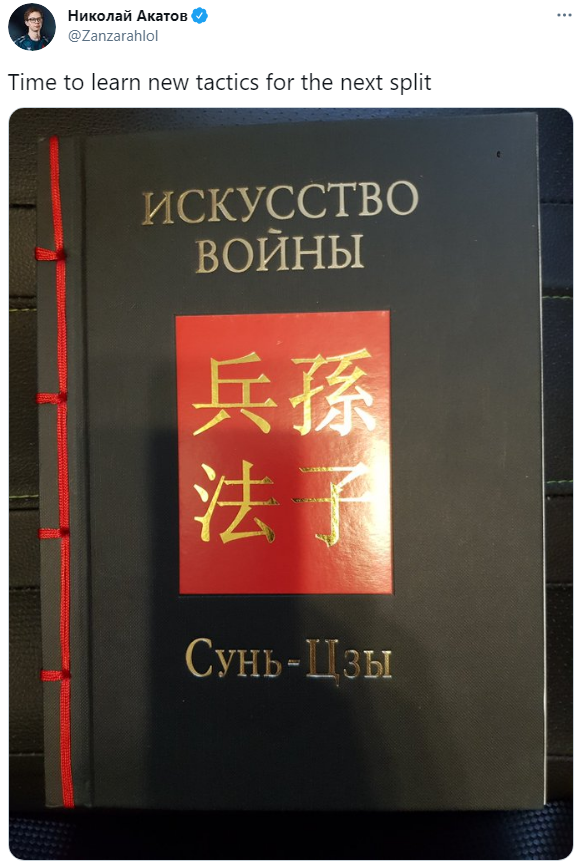 Николай Акатов
@Zanzarahlol
Time to learn new tactics for the next split
ИСКУССТВО
ВОЙНЫ
孫子
兵法
Сунь-Цзы